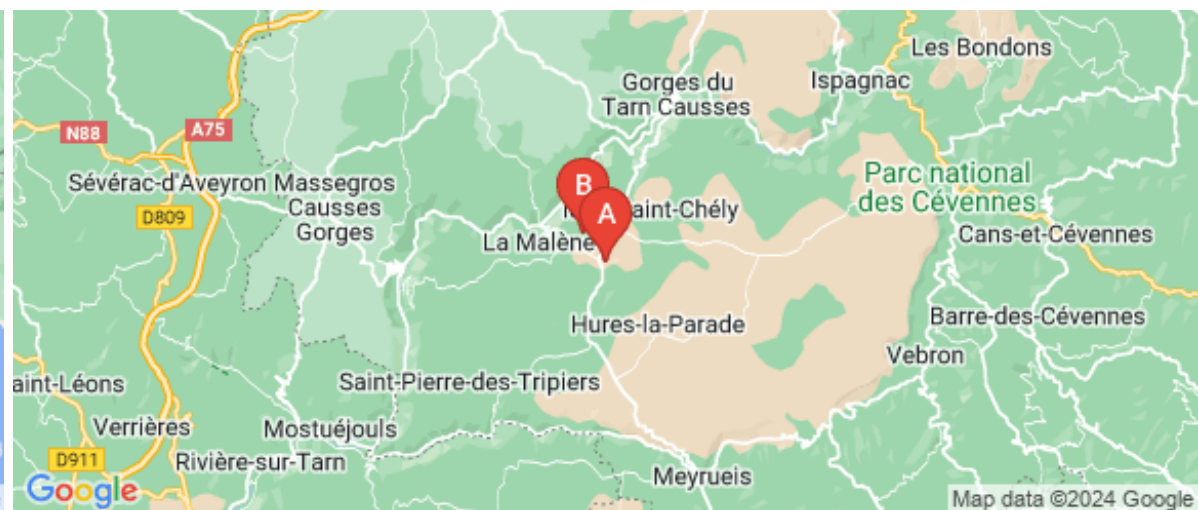 Les Bondons
Gorges du
Tarn Causses
Ispagnac
N88
A75
Sévérac-d'Aveyron
Massegros
Causses
Gorges
D809
B
A
aint-Chély
La Malène
Parc national
des Cévennes
Cans-et-Cévennes
Hures-la-Parade
Barre-des-Cévennes
Vebron
aint-Léons
Saint-Pierre-des-Tripiers
Verrières
Mostuéjouls
D911
Rivière-sur-Tarn
Meyrueis
Google
Map data ©2024 Google